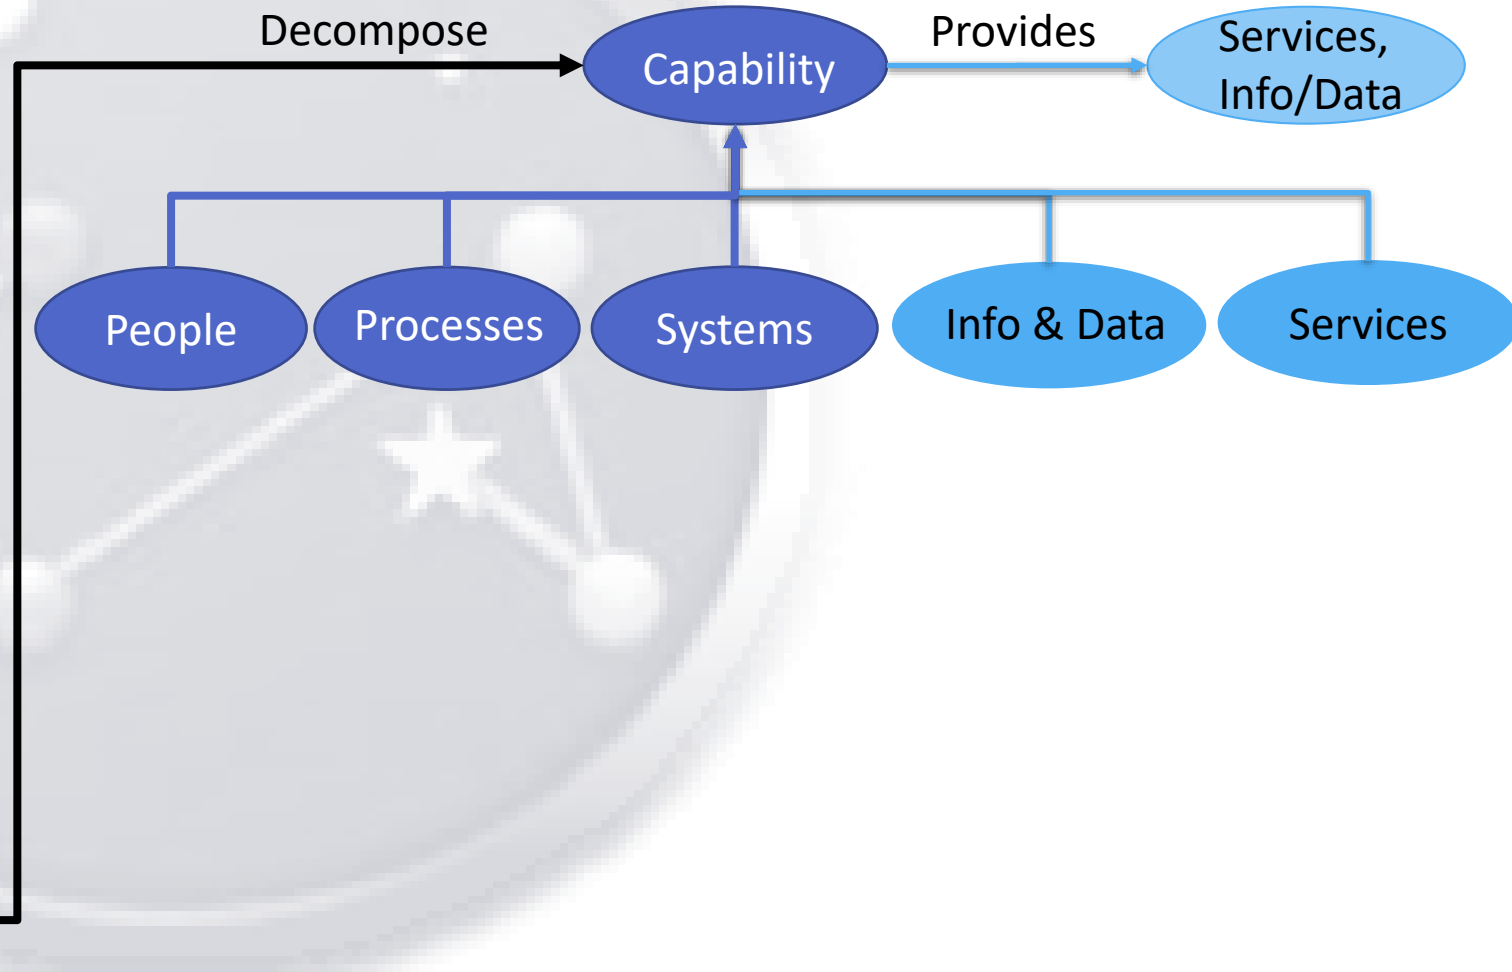 Decompose
Capability
Provides
Services,
Info/Data
People
Processes
Systems
Info & Data
Services